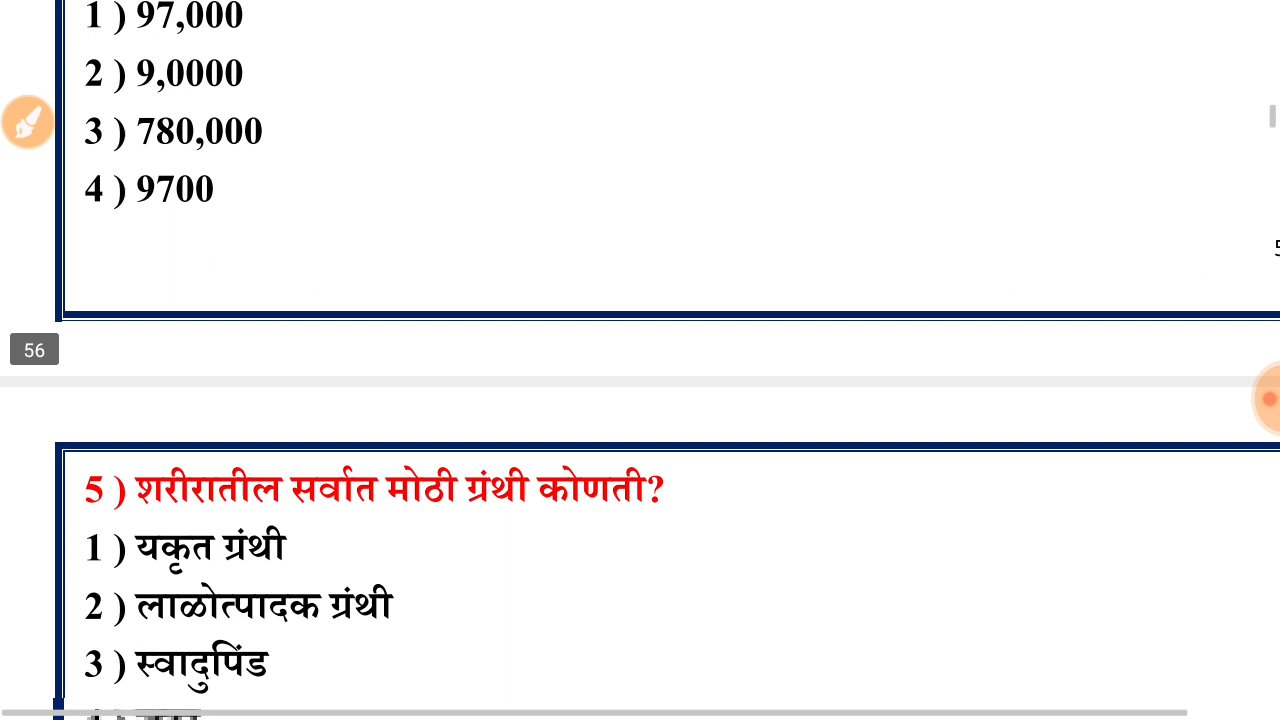 1 ) 97,000
2 ) 9,0000
3 ) 780,000
4 ) 9700
56
5 ) शरीरातील सर्वात मोठी ग्रंथी कोणती?
1 ) यकृत ग्रंथी
2 ) लाळोत्पादक ग्रंथी
3 ) स्वादुपिंड